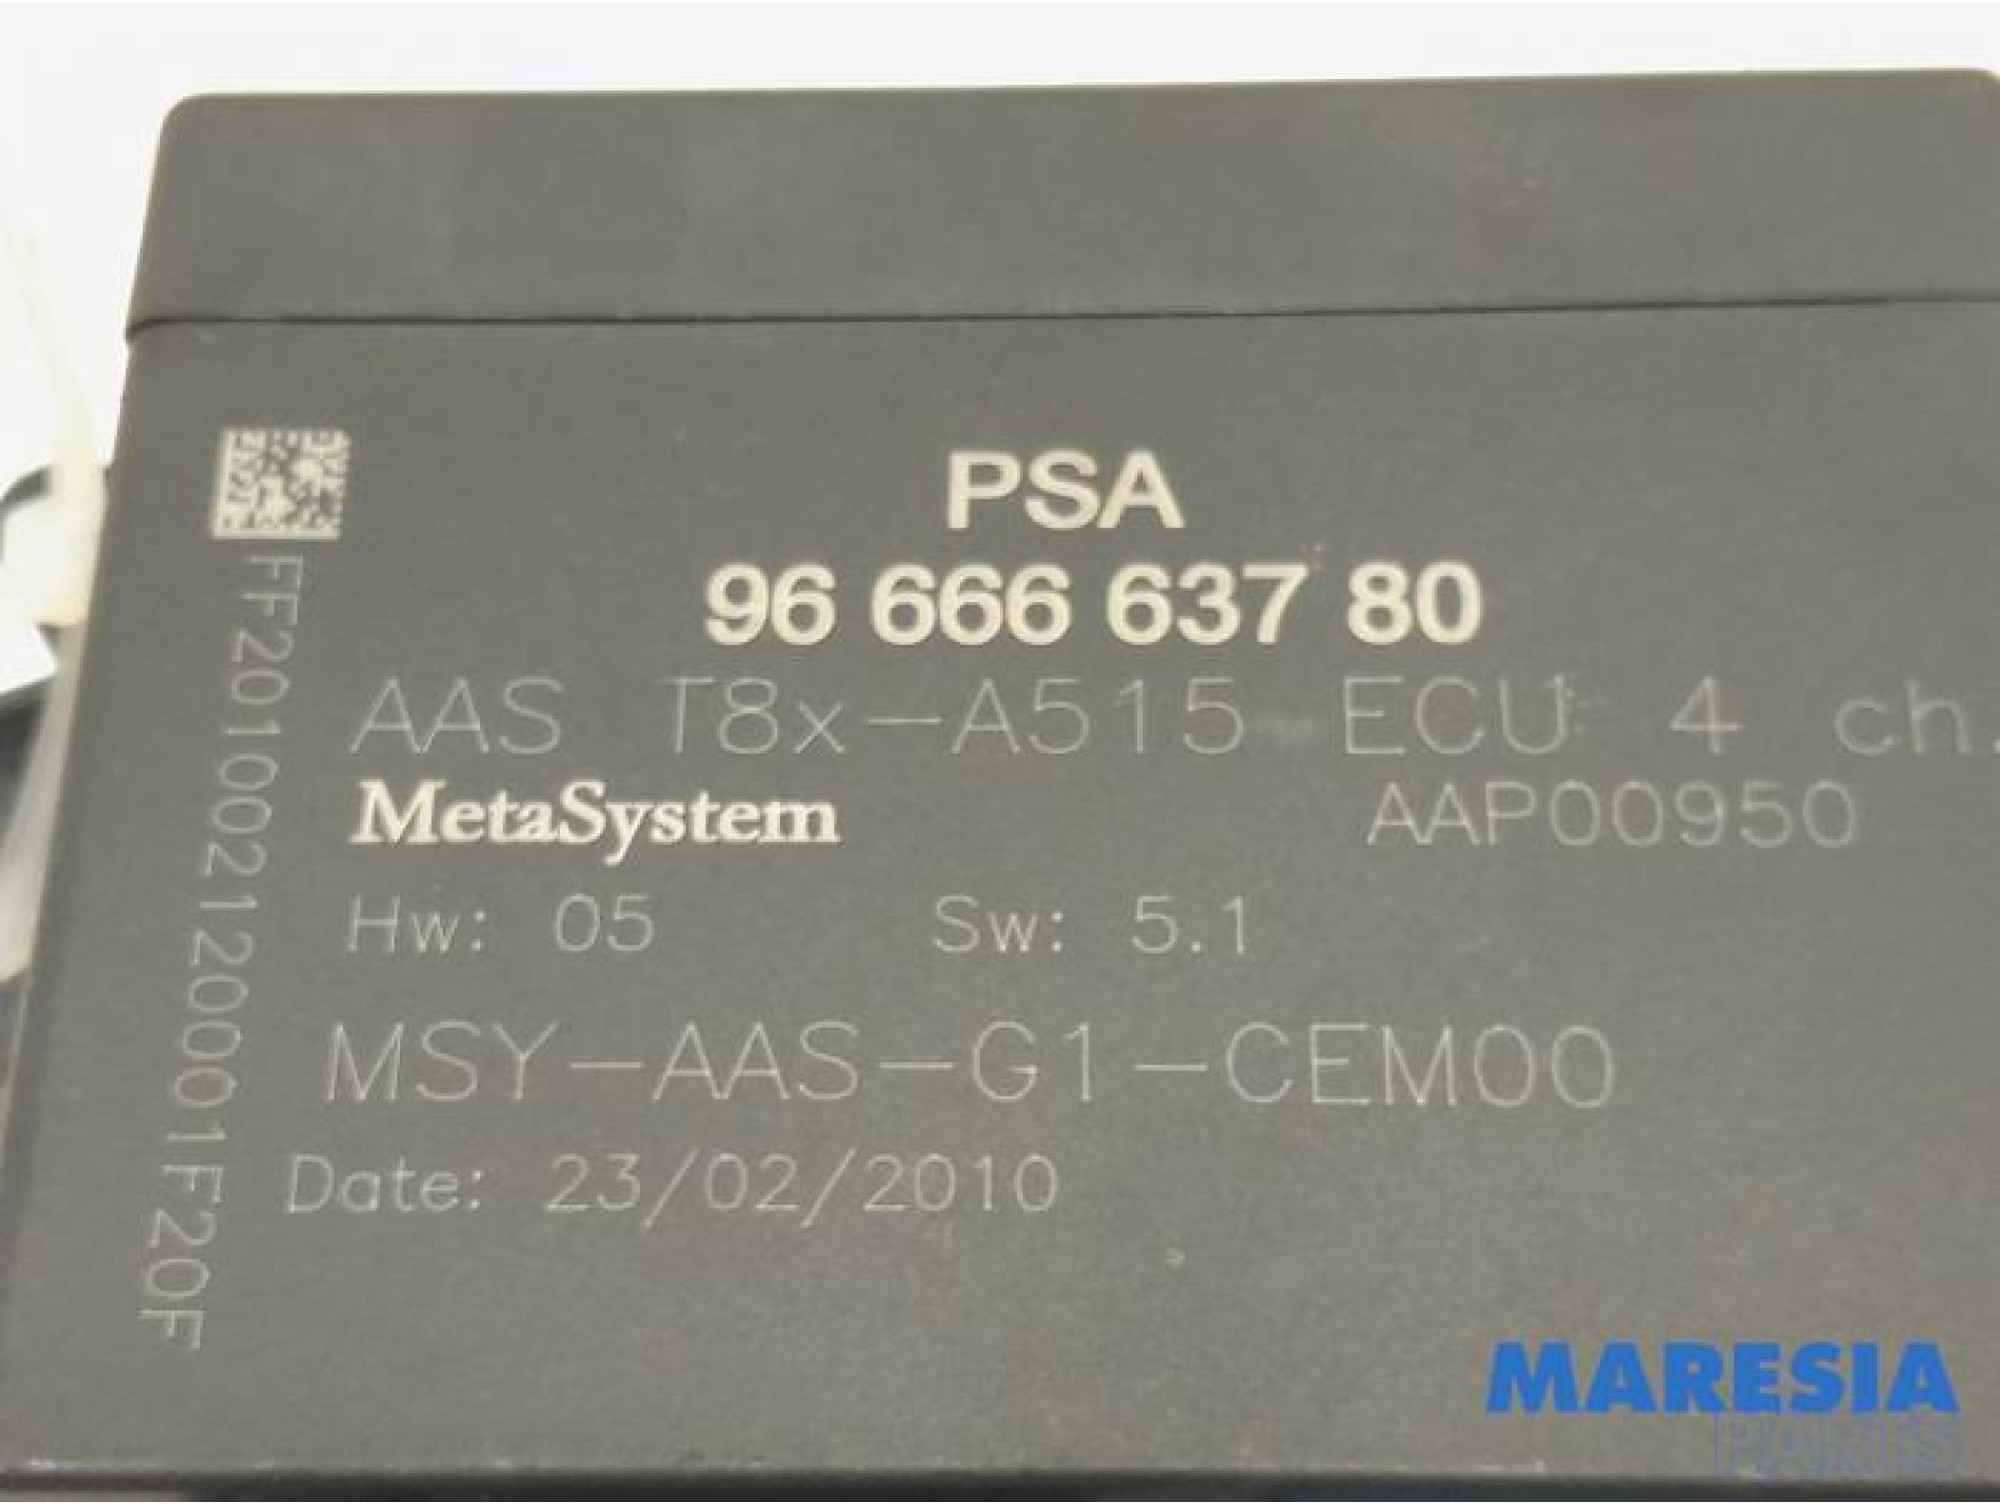 PSA
96 666 637 80
AAS T8x-A515 ECU 4 ch.
MetaSystem
AAP00950
Hw: 05 Sw: 5.1
MSY-AAS-G1-CEM00
Date: 23/02/2010
FF201002120001F20F
MARESIA
PARTS